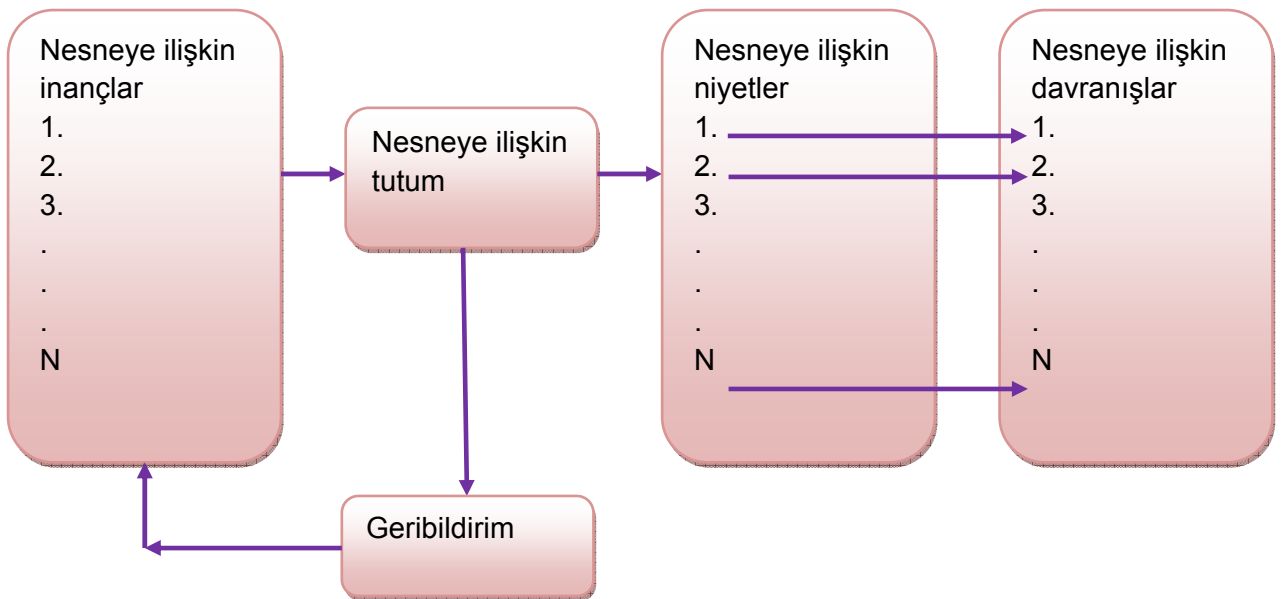 Nesneye ilişkin
inançlar
1.
2.
3.
.
.
.
N
Nesneye ilişkin
tutum
Geribildirim
Nesneye ilişkin
niyetler
1.
2.
3.
.
.
.
N
Nesneye ilişkin
davranışlar
1.
2.
3.
.
.
.
N